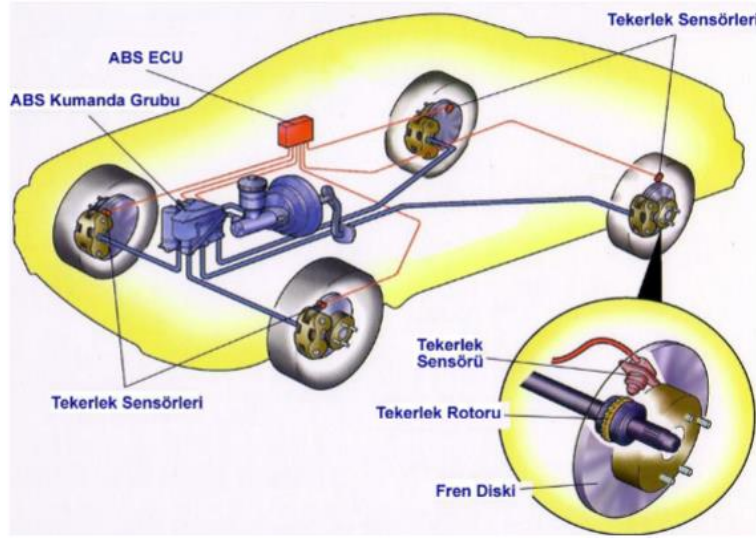 Tekerlek Sensörleri
ABS ECU
ABS Kumanda Grubu
Tekerlek
Sensörü
Tekerlek Sensörleri
Tekerlek Rotoru
Fren Diski